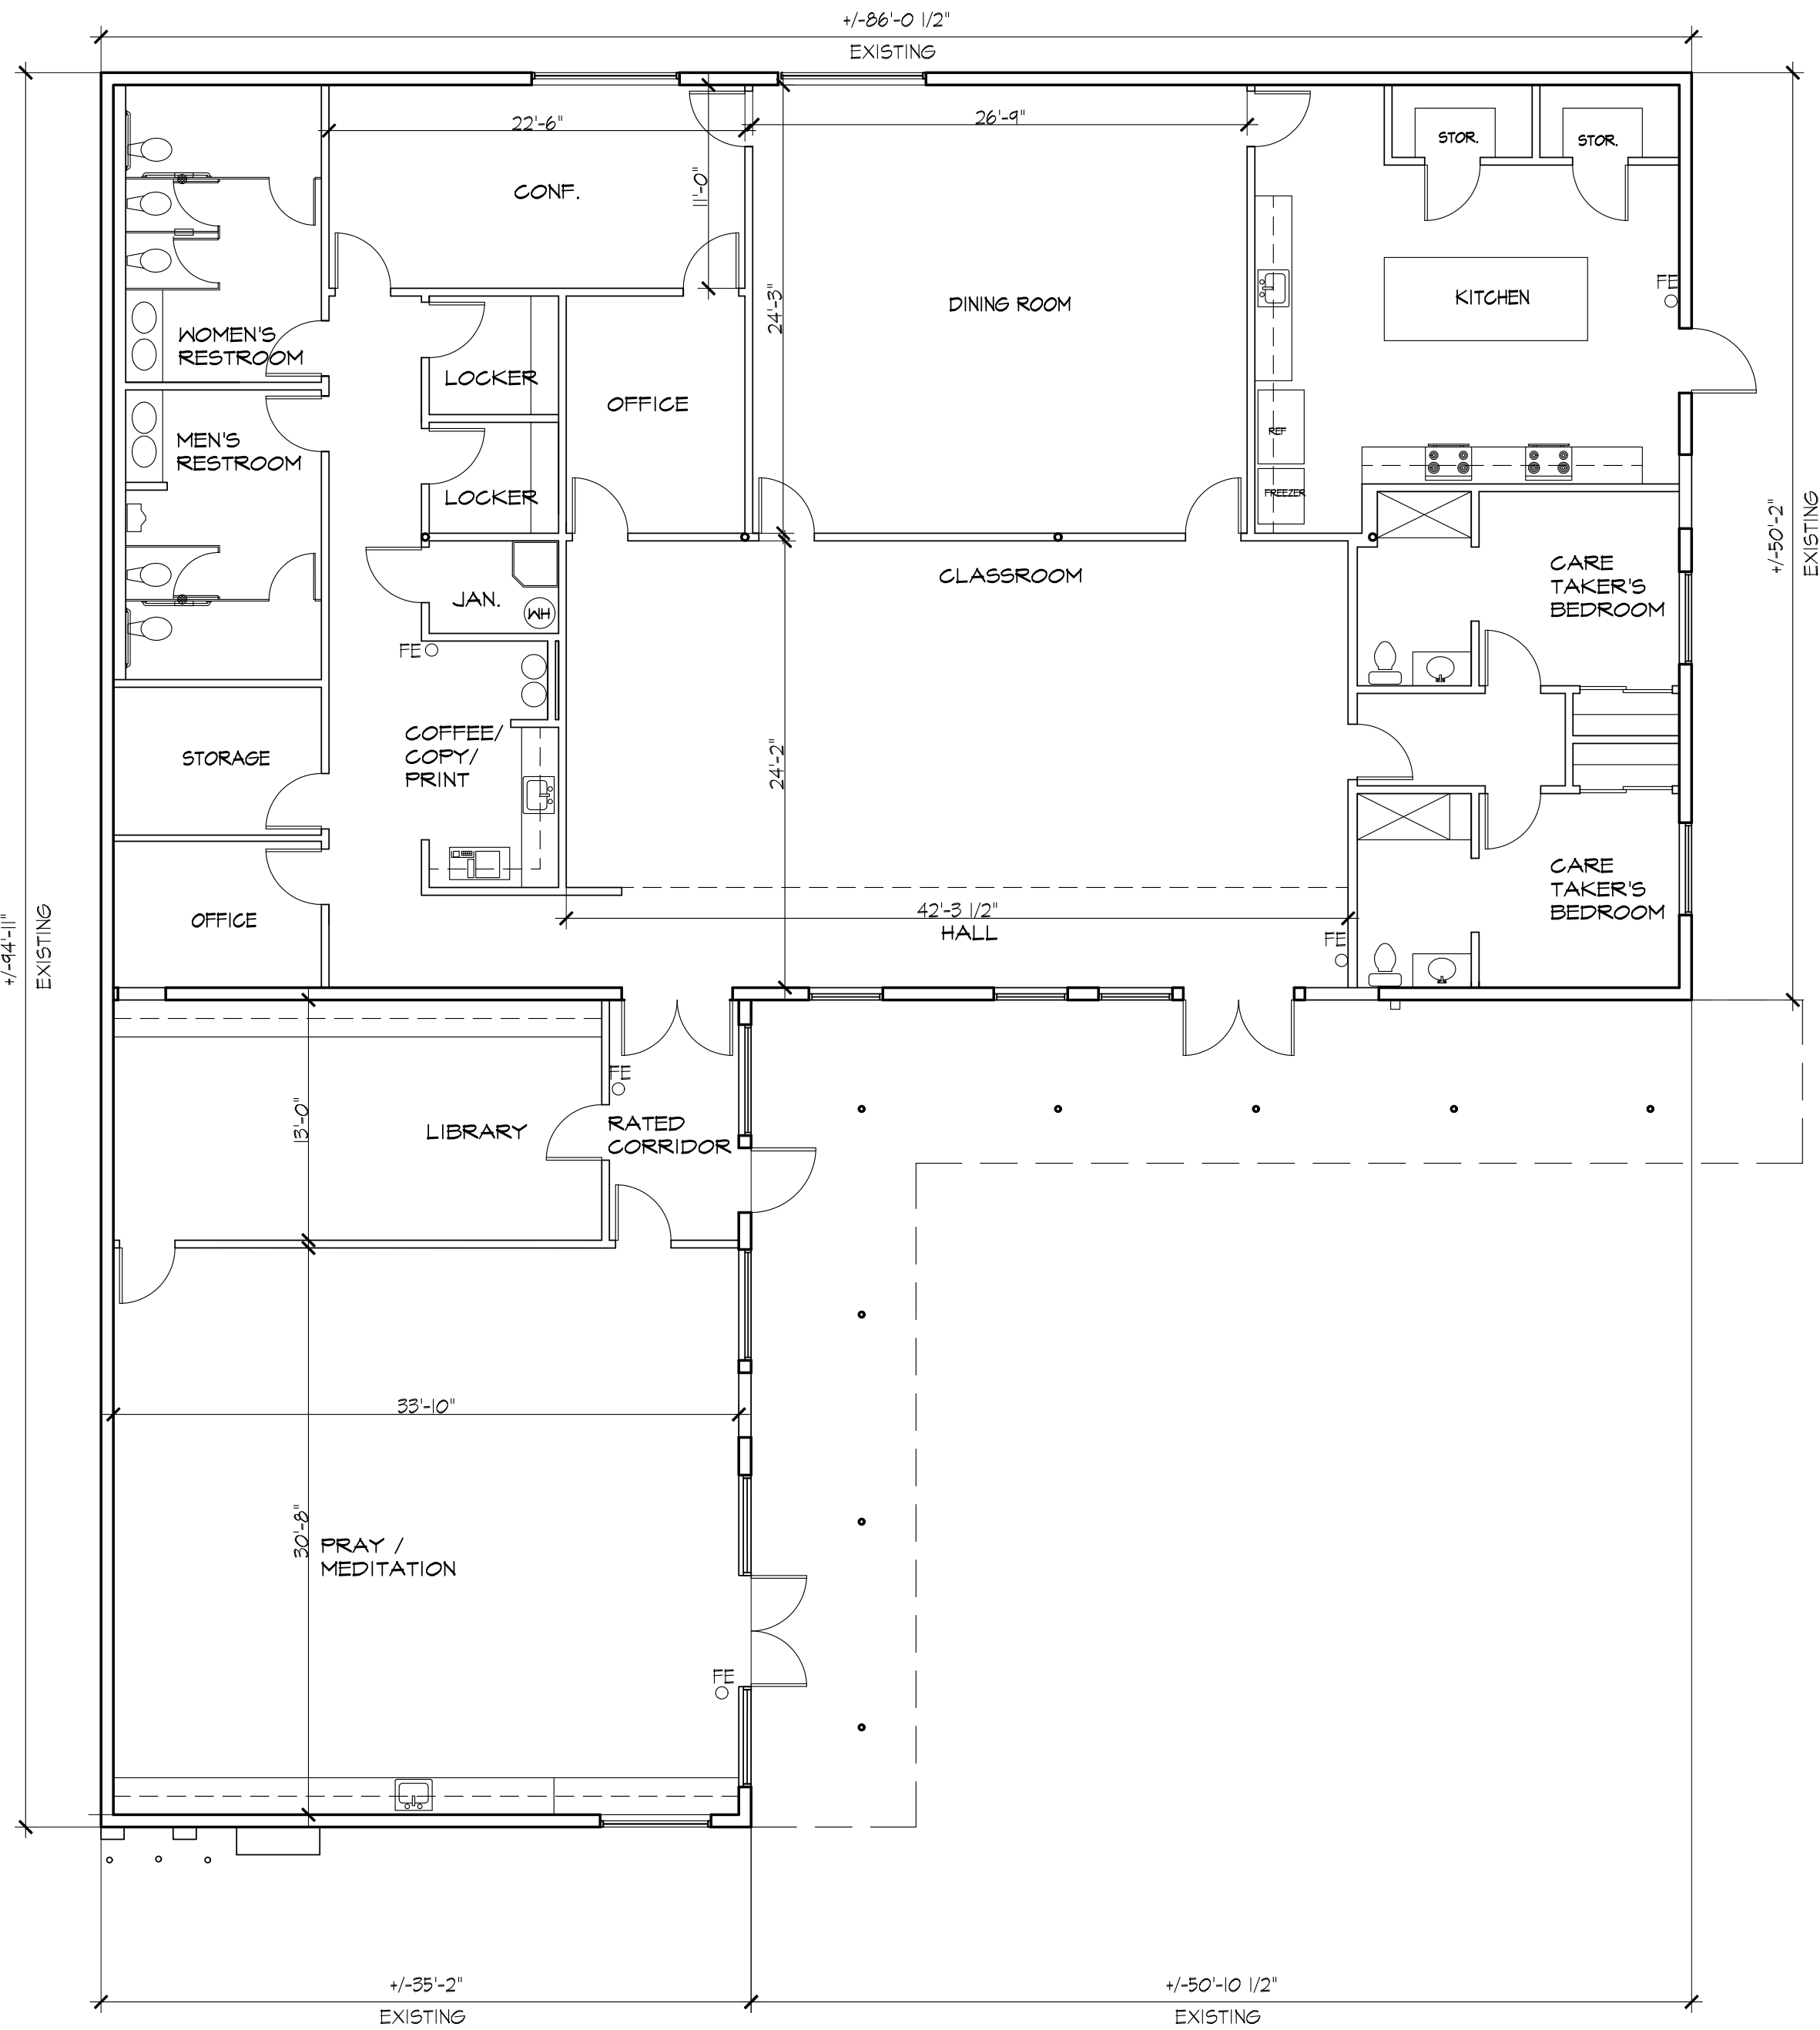 +/-86'-0 1/2"
EXISTING
22'-6"
26'-9"
STOR.
STOR.
CONF.
11'-0"
24'-3"
DINING ROOM
KITCHEN
FE
WOMEN'S
RESTROOM
LOCKER
OFFICE
MEN'S
RESTROOM
REF
LOCKER
FREEZER
+/-50'-2"
EXISTING
CLASSROOM
CARE
TAKER'S
BEDROOM
JAN.
WH
FE
COFFEE/
COPY/
PRINT
STORAGE
24'-2"
CARE
TAKER'S
BEDROOM
OFFICE
42'-3 1/2"
HALL
FE
+/-94'-11"
EXISTING
FE
13'-0"
LIBRARY
RATED
CORRIDOR
33'-10"
30'-8"
PRAY /
MEDITATION
FE
+/-35'-2"
EXISTING
+/-50'-10 1/2"
EXISTING